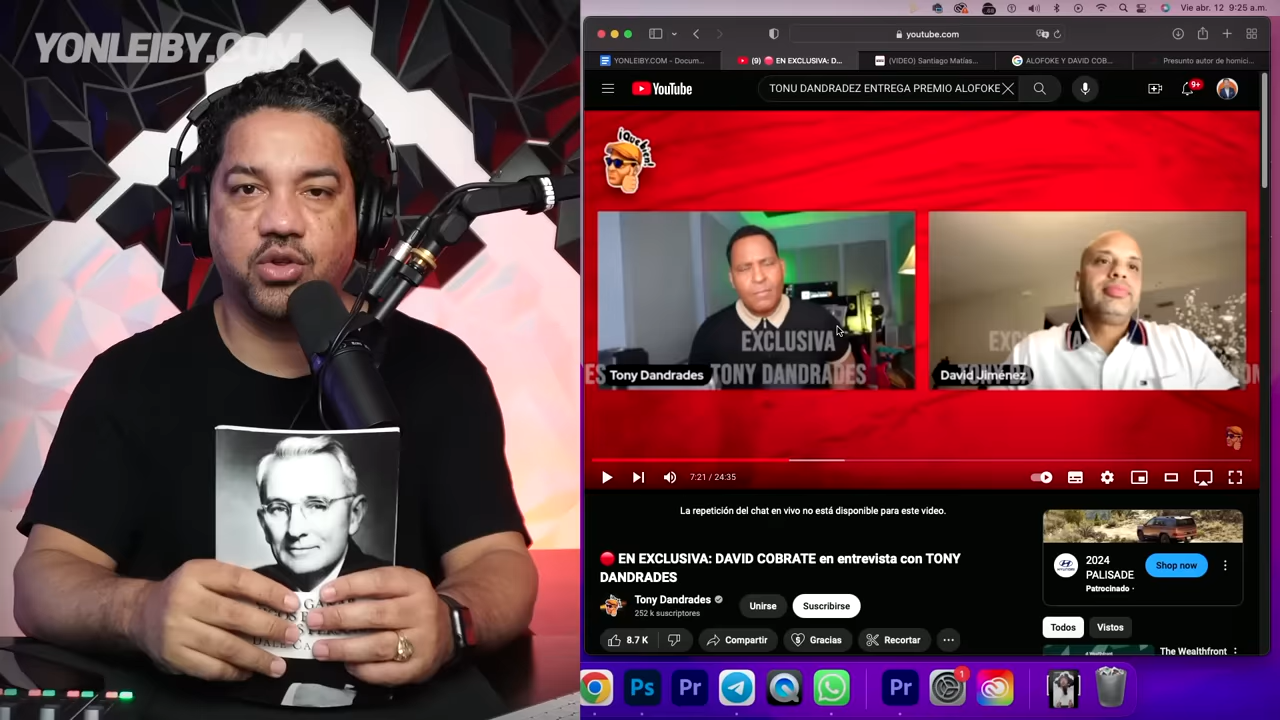 YONLEIBY.COM
Vie abr. 12 9:25 a.m.
youtube.com
YONLEIBY.COM - Docum...
(9) 🔴 EN EXCLUSIVA: D...
(VIDEO) Santiago Matías...
ALOFOKE Y DAVID COB...
Presunto autor de homici...
YouTube
TONU DANDRADEZ ENTREGA PREMIO ALOFOKE
9+
EXCLUSIVA
TONY DANDRADES
Tony Dandrades
David Jimenez
7:21 / 24:35
La repetición del chat en vivo no está disponible para este video.
🔴 EN EXCLUSIVA: DAVID COBRATE en entrevista con TONY
DANDRADES
Tony Dandrades
252 k suscriptores
Unirse
Suscribirse
8.7 K
Compartir
Gracias
Recortar
2024
PALISADE
Patrocinado ·
Shop now
Todos
Vistos
The Wealthfront
Ps
Pr
Pr
1